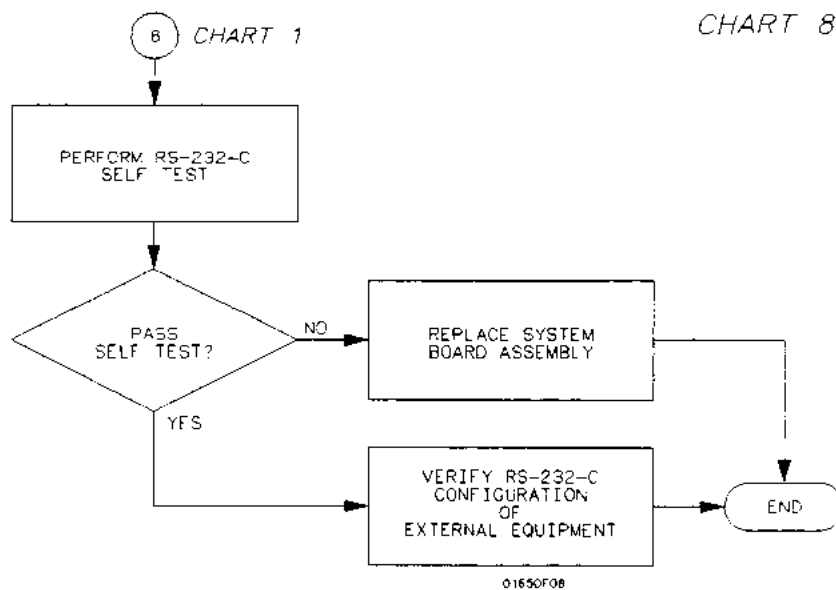 6 CHART 1
CHART 8
PERFORM RS-232-C
SELF TEST
PASS
SELF TEST?
NO
REPLACE SYSTEM
BOARD ASSEMBLY
YES
VERIFY RS-232-C
CONFIGURATION
OF
EXTERNAL EQUIPMENT
END
01650F08